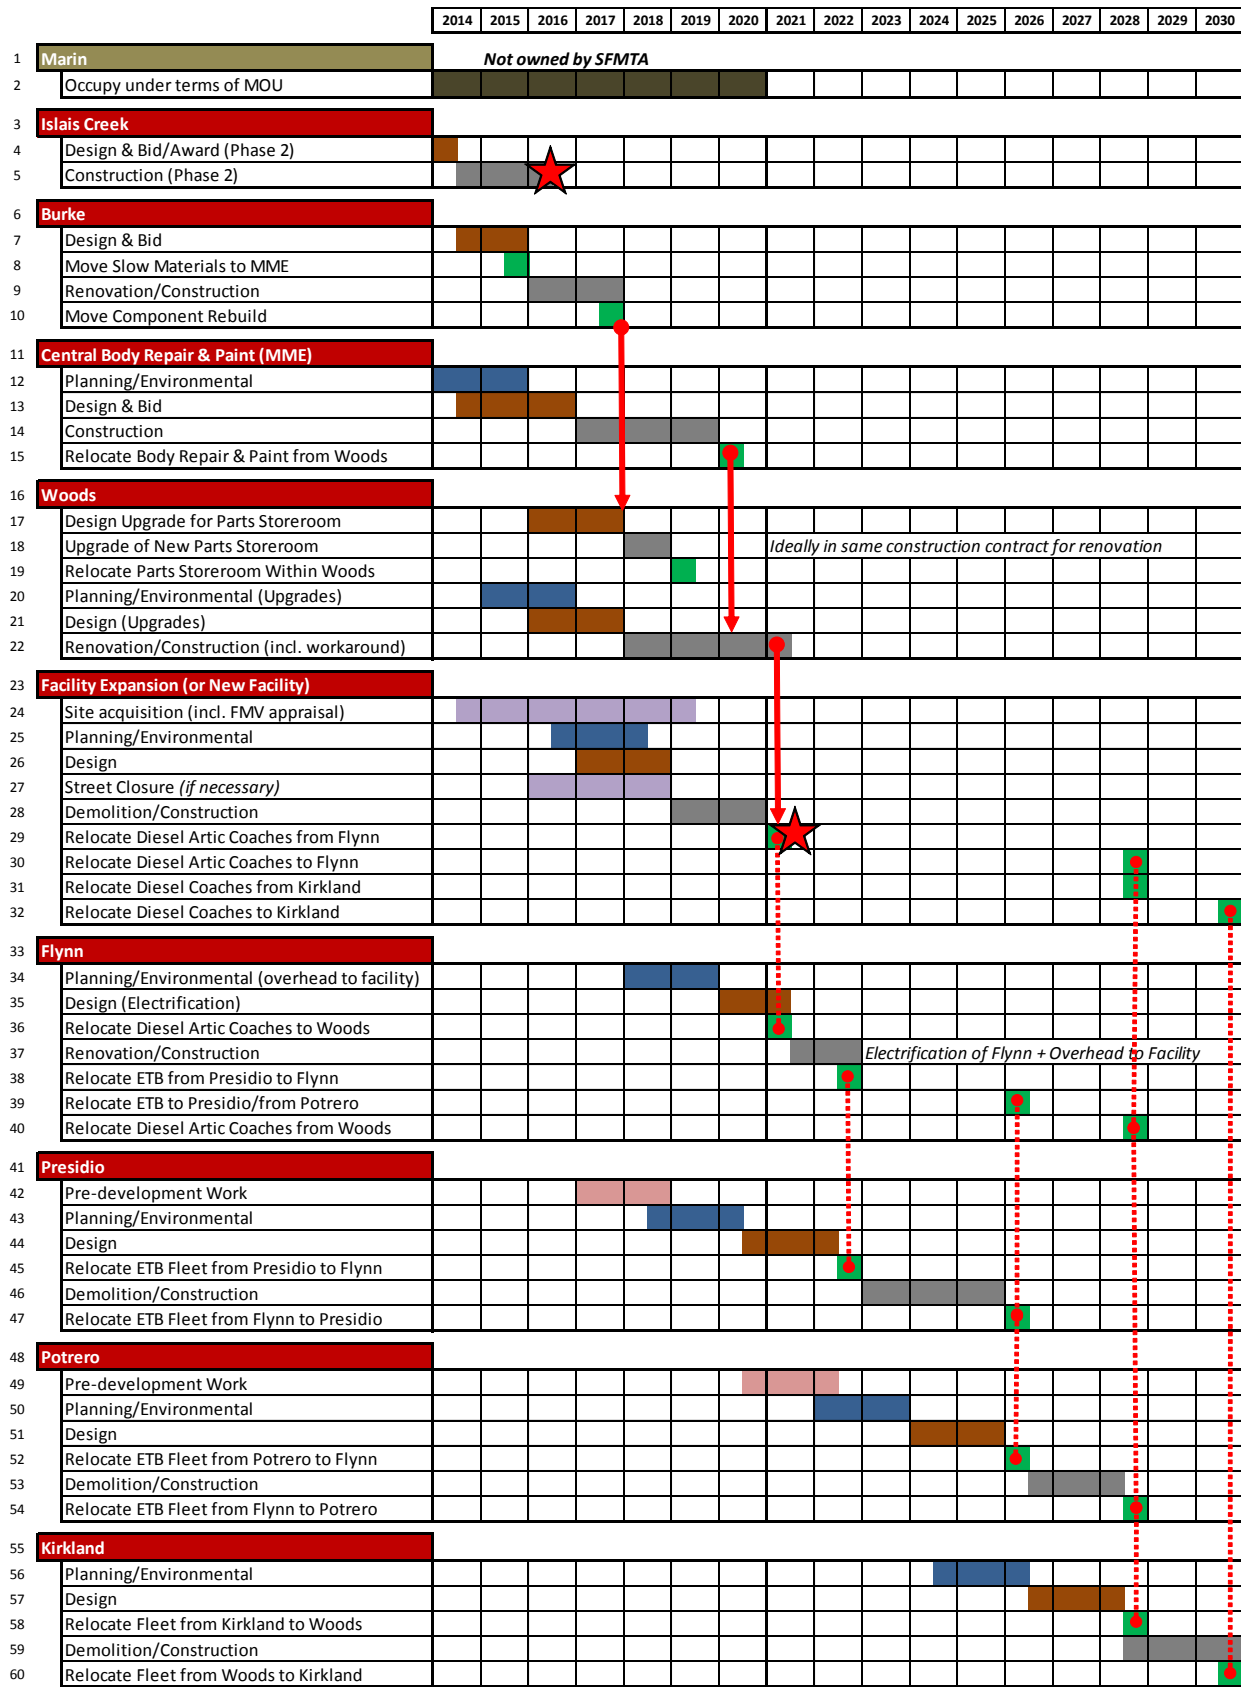 2014 2015 2016 2017 2018 2019 2020 2021 2022 2023 2024 2025 2026 2027 2028 2029 2030
1 Marin Not owned by SFMTA
2 Occupy under terms of MOU
3 Islais Creek
4 Design & Bid/Award (Phase 2)
5 Construction (Phase 2)
6 Burke
7 Design & Bid
8 Move Slow Materials to MME
9 Renovation/Construction
10 Move Component Rebuild
11 Central Body Repair & Paint (MME)
12 Planning/Environmental
13 Design & Bid
14 Construction
15 Relocate Body Repair & Paint from Woods
16 Woods
17 Design Upgrade for Parts Storeroom
18 Upgrade of New Parts Storeroom Ideally in same construction contract for renovation
19 Relocate Parts Storeroom Within Woods
20 Planning/Environmental (Upgrades)
21 Design (Upgrades)
22 Renovation/Construction (incl. workaround)
23 Facility Expansion (or New Facility)
24 Site acquisition (incl. FMV appraisal)
25 Planning/Environmental
26 Design
27 Street Closure (if necessary)
28 Demolition/Construction
29 Relocate Diesel Artic Coaches from Flynn
30 Relocate Diesel Artic Coaches to Flynn
31 Relocate Diesel Coaches from Kirkland
32 Relocate Diesel Coaches to Kirkland
33 Flynn
34 Planning/Environmental (overhead to facility)
35 Design (Electrification)
36 Relocate Diesel Artic Coaches to Woods
37 Renovation/Construction Electrification of Flynn + Overhead to Facility
38 Relocate ETB from Presidio to Flynn
39 Relocate ETB to Presidio/from Potrero
40 Relocate Diesel Artic Coaches from Woods
41 Presidio
42 Pre-development Work
43 Planning/Environmental
44 Design
45 Relocate ETB Fleet from Presidio to Flynn
46 Demolition/Construction
47 Relocate ETB Fleet from Flynn to Presidio
48 Potrero
49 Pre-development Work
50 Planning/Environmental
51 Design
52 Relocate ETB Fleet from Potrero to Flynn
53 Demolition/Construction
54 Relocate ETB Fleet from Flynn to Potrero
55 Kirkland
56 Planning/Environmental
57 Design
58 Relocate Fleet from Kirkland to Woods
59 Demolition/Construction
60 Relocate Fleet from Woods to Kirkland